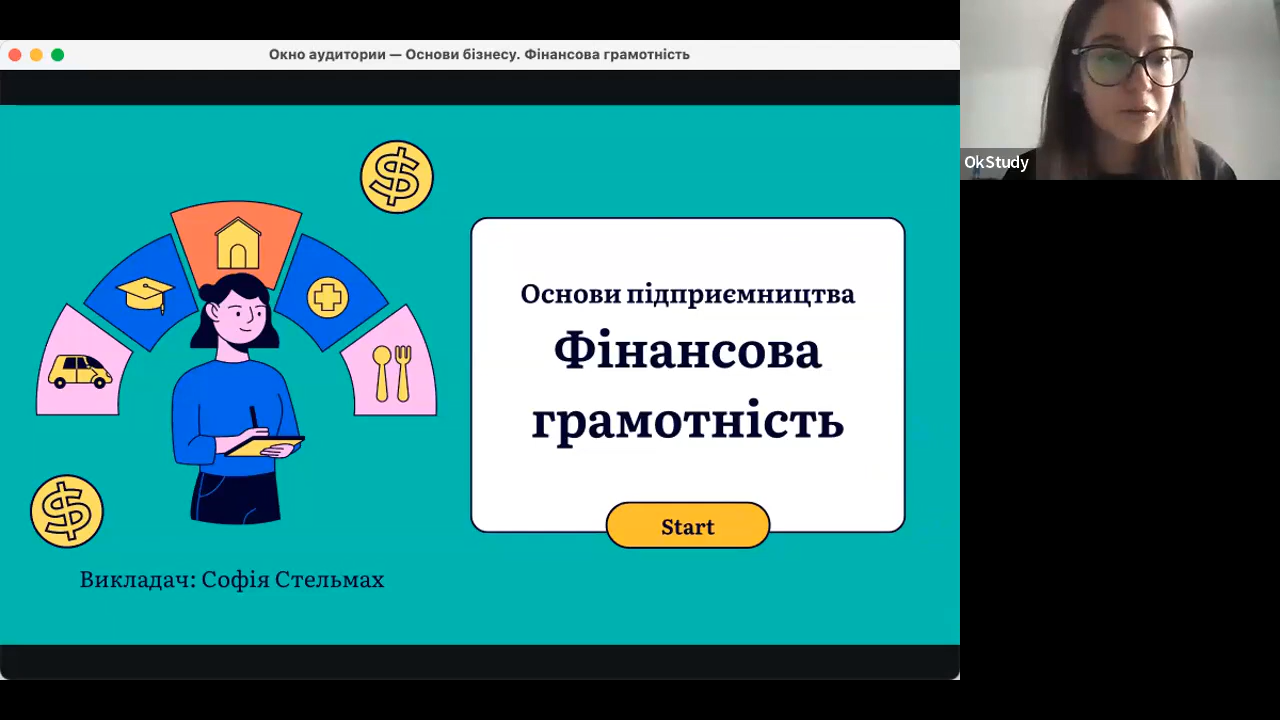 Окно аудитории — Основи бізнесу. Фінансова грамотність
OkStudy
Основи підприємництва
Фінансова
грамотність
Start
Викладач: Софія Стельмах